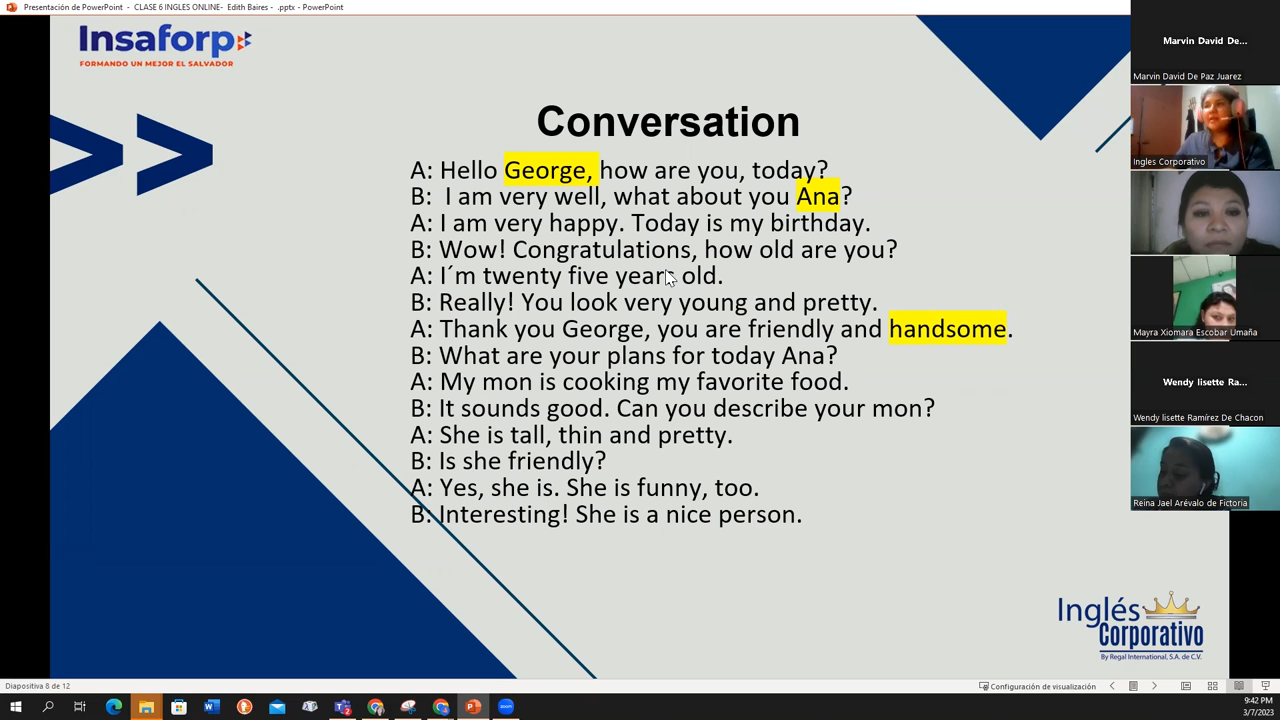 Presentación de PowerPoint - CLASE 6 INGLES ONLINE- Edith Baires - .pptx - PowerPoint
Insaforp
FORMANDO UN MEJOR EL SALVADOR
Conversation
A: Hello George, how are you, today?
B: I am very well, what about you Ana?
A: I am very happy. Today is my birthday.
B: Wow! Congratulations, how old are you?
A: I´m twenty five years old.
B: Really! You look very young and pretty.
A: Thank you George, you are friendly and handsome.
B: What are your plans for today Ana?
A: My mon is cooking my favorite food.
B: It sounds good. Can you describe your mon?
A: She is tall, thin and pretty.
B: Is she friendly?
A: Yes, she is. She is funny, too.
B: Interesting! She is a nice person.
Inglés
Corporativo
By Regal International, S.A. de C.V.
Marvin David De...
Marvin David De Paz Juarez
Ingles Corporativo
Mayra Xiomara Escobar Umaña
Wendy lisette Ra...
Wendy lisette Ramírez De Chacon
Reina Jael Arévalo de Fictoria
Diapositiva 8 de 12
Configuración de visualización
9:42 PM
3/7/2023